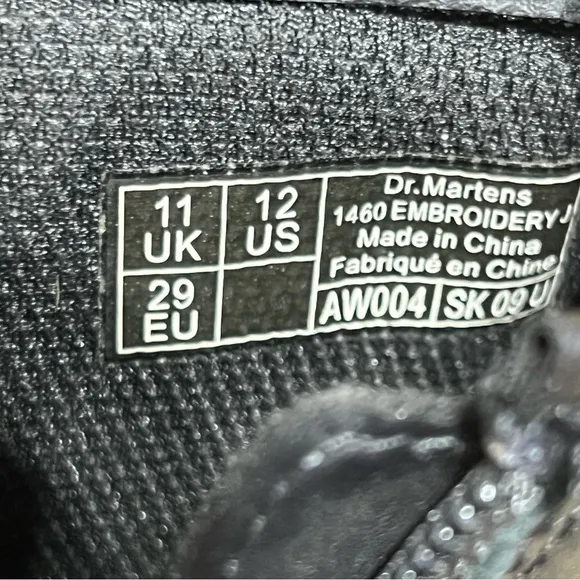 11
UK
12
US
29
EU
Dr.Martens
1460 EMBROIDERY J
Made in China
Fabriqué en Chine
AW004 SK 09 U